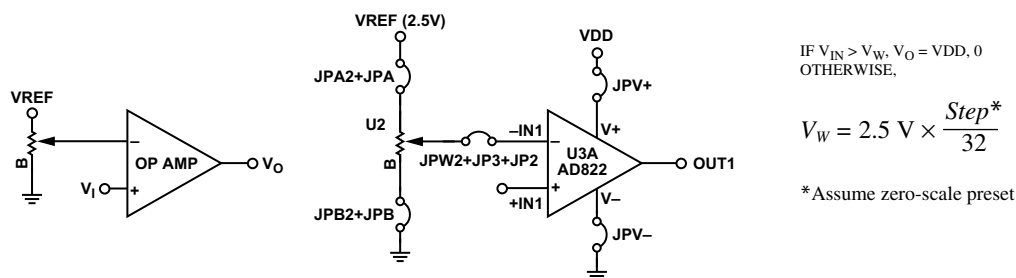 VREF
B
−
OP AMP
VO
VI
+
VREF (2.5V)
JPA2+JPA
U2
B
JPW2+JP3+JP2
JPB2+JPB
VDD
JPV+
−IN1
−
V+
U3A
AD822
OUT1
+
+IN1
V−
JPV−
IF VIN > VW, VO = VDD, 0
OTHERWISE,
VW = 2.5 V × Step*/32
*Assume zero-scale preset